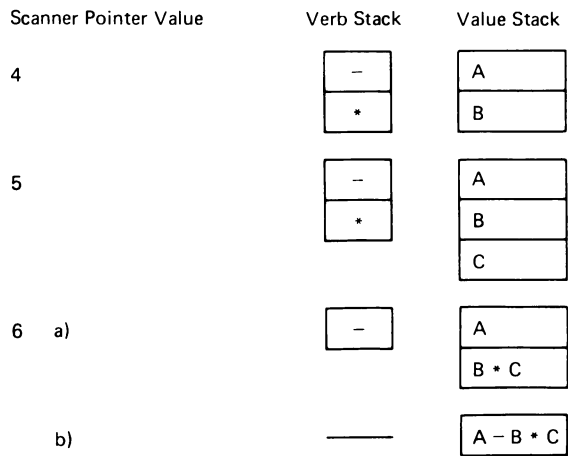 Scanner Pointer Value Verb Stack Value Stack
4 – A
* B
5 – A
* B
C
6 a) – A
B * C
b) A – B * C